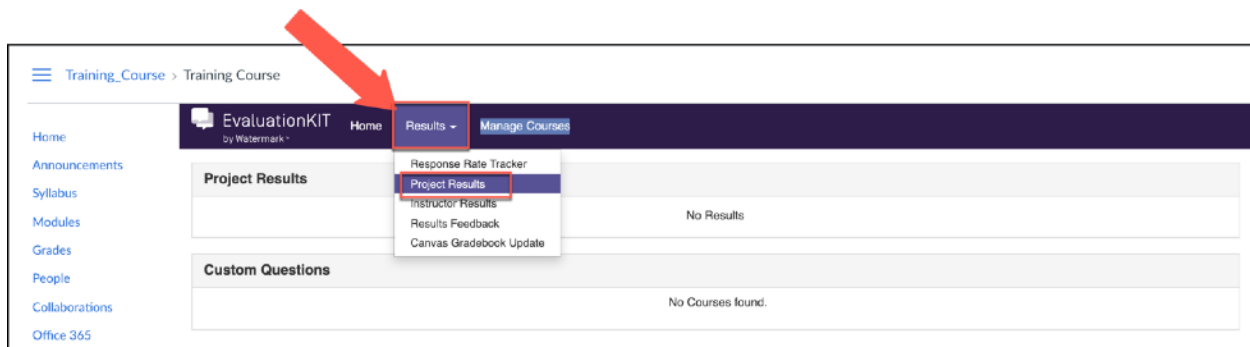 Training_Course > Training Course
EvaluationKIT
by Watermark™
Home
Results
Manage Courses
Home
Announcements
Syllabus
Modules
Grades
People
Collaborations
Office 365
Response Rate Tracker
Project Results
Instructor Results
Results Feedback
Canvas Gradebook Update
Project Results
No Results
Custom Questions
No Courses found.